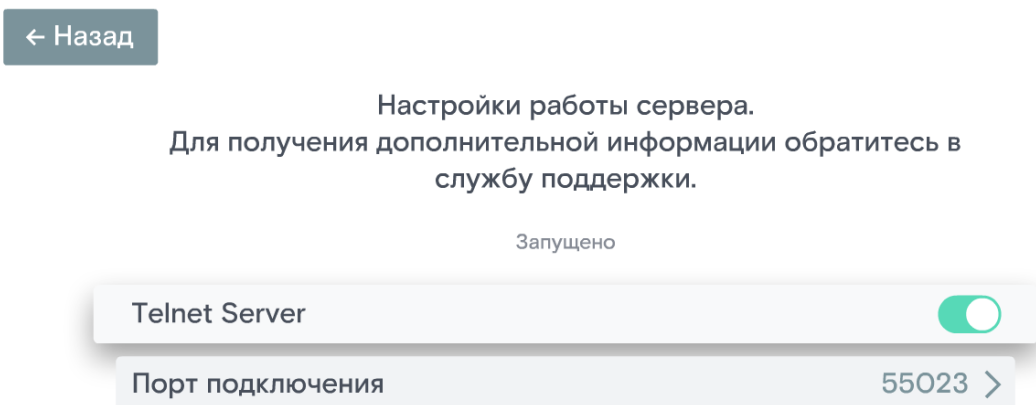 ← Назад
Настройки работы сервера.
Для получения дополнительной информации обратитесь в
службу поддержки.
Запущено
Telnet Server
Порт подключения 55023 >